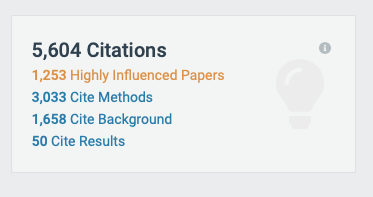 5,604 Citations
1,253 Highly Influenced Papers
3,033 Cite Methods
1,658 Cite Background
50 Cite Results